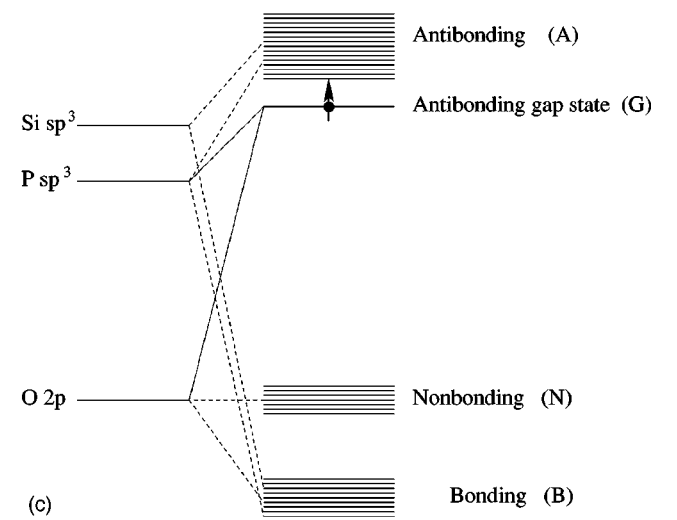 Antibonding (A)
Antibonding gap state (G)
Si sp³
P sp³
O 2p
Nonbonding (N)
Bonding (B)
(c)